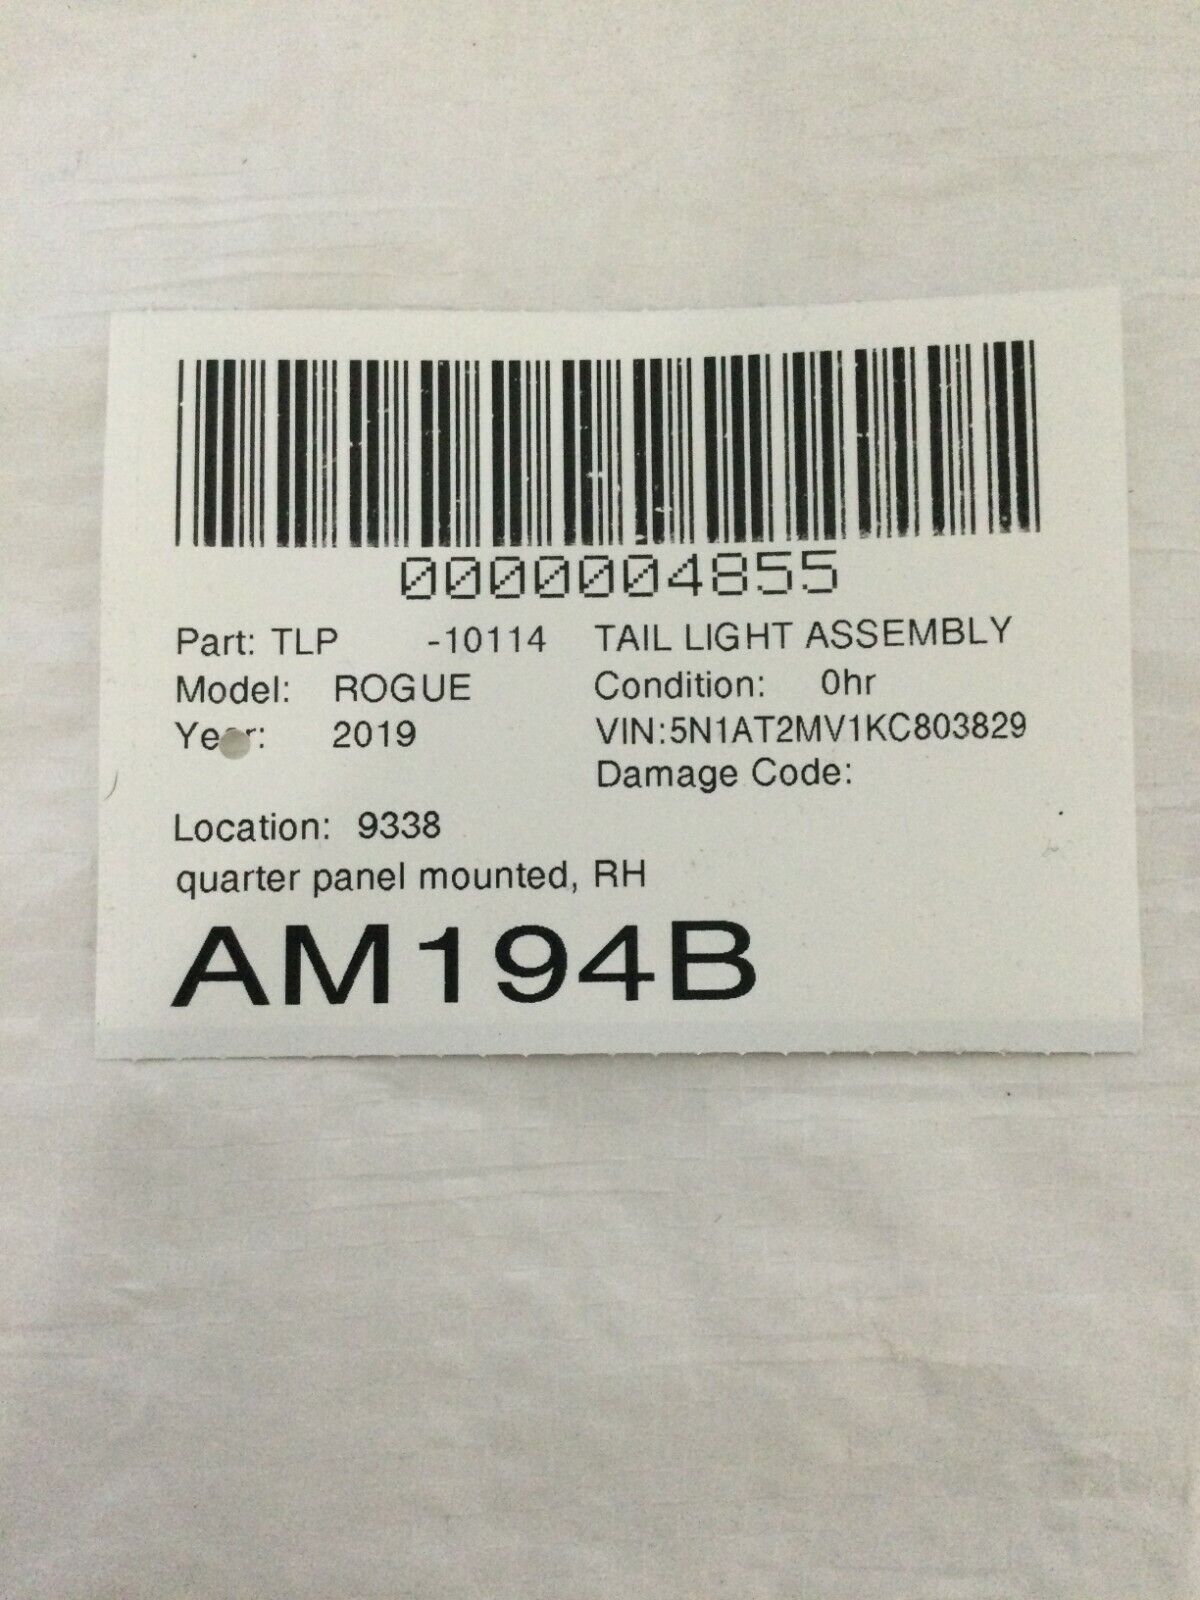 0000004855
Part: TLP -10114 TAIL LIGHT ASSEMBLY
Model: ROGUE Condition: 0hr
Year: 2019 VIN:5N1AT2MV1KC803829
Damage Code:
Location: 9338
quarter panel mounted, RH
AM194B